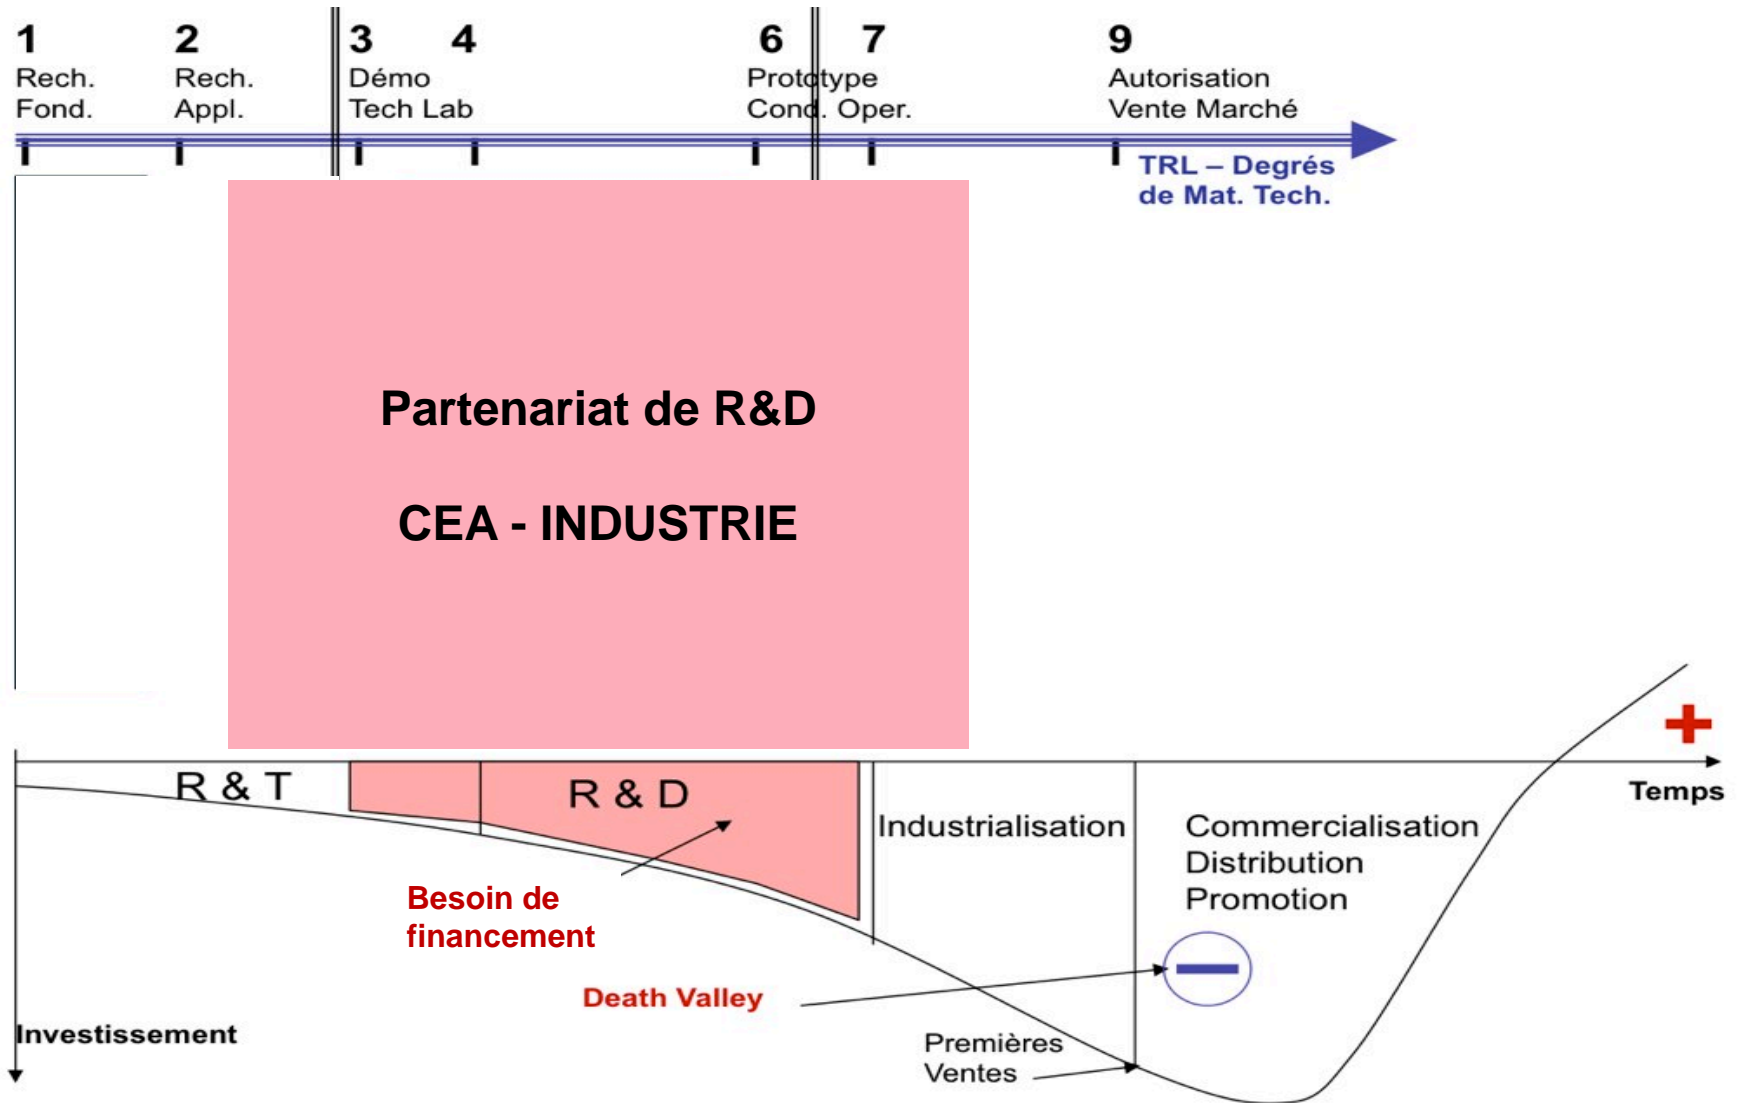 1 2 3 4 6 7 9
Rech. Rech. Démo Prototype Autorisation
Fond. Appl. Tech Lab Cond. Oper. Vente Marché
TRL – Degrés
de Mat. Tech.
Partenariat de R&D
CEA - INDUSTRIE
R & T R & D
Temps
Industrialisation
Commercialisation
Distribution
Promotion
Besoin de
financement
Death Valley
Investissement
Premières
Ventes